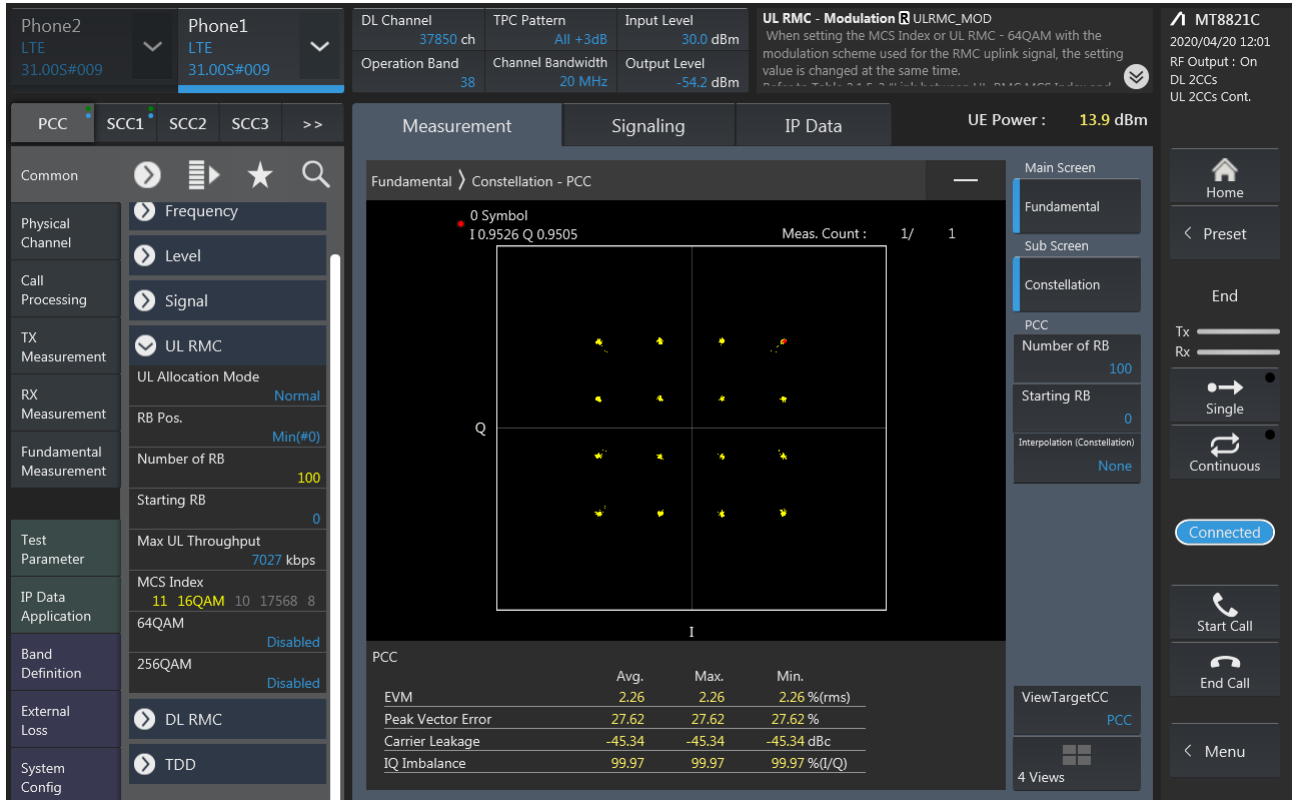 Phone2
LTE
31.00S#009
Phone1
LTE
31.00S#009
DL Channel
37850 ch
TPC Pattern
All +3dB
Input Level
30.0 dBm
Operation Band
38
Channel Bandwidth
20 MHz
Output Level
-54.2 dBm
UL RMC - Modulation R ULRMC_MOD
When setting the MCS Index or UL RMC - 64QAM with the
modulation scheme used for the RMC uplink signal, the setting
value is changed at the same time.
MT8821C
2020/04/20 12:01
RF Output : On
DL 2CCs
UL 2CCs Cont.
PCC
SCC1
SCC2
SCC3
>>
Measurement
Signaling
IP Data
UE Power : 13.9 dBm
Common
Physical
Channel
Call
Processing
TX
Measurement
RX
Measurement
Fundamental
Measurement
Test
Parameter
IP Data
Application
Band
Definition
External
Loss
System
Config
Frequency
Level
Signal
UL RMC
UL Allocation Mode
Normal
RB Pos.
Min(#0)
Number of RB
100
Starting RB
0
Max UL Throughput
7027 kbps
MCS Index
11 16QAM 10 17568 8
64QAM
Disabled
256QAM
Disabled
DL RMC
TDD
Fundamental 〉 Constellation - PCC
0 Symbol
I 0.9526 Q 0.9505
Meas. Count : 1/ 1
Q
I
PCC
Avg. Max. Min.
EVM 2.26 2.26 2.26 %(rms)
Peak Vector Error 27.62 27.62 27.62 %
Carrier Leakage -45.34 -45.34 -45.34 dBc
IQ Imbalance 99.97 99.97 99.97 %(I/Q)
Main Screen
Fundamental
Sub Screen
Constellation
PCC
Number of RB
100
Starting RB
0
Interpolation (Constellation)
None
ViewTargetCC
PCC
4 Views
Home
< Preset
End
Tx
Rx
Single
Continuous
Connected
Start Call
End Call
< Menu